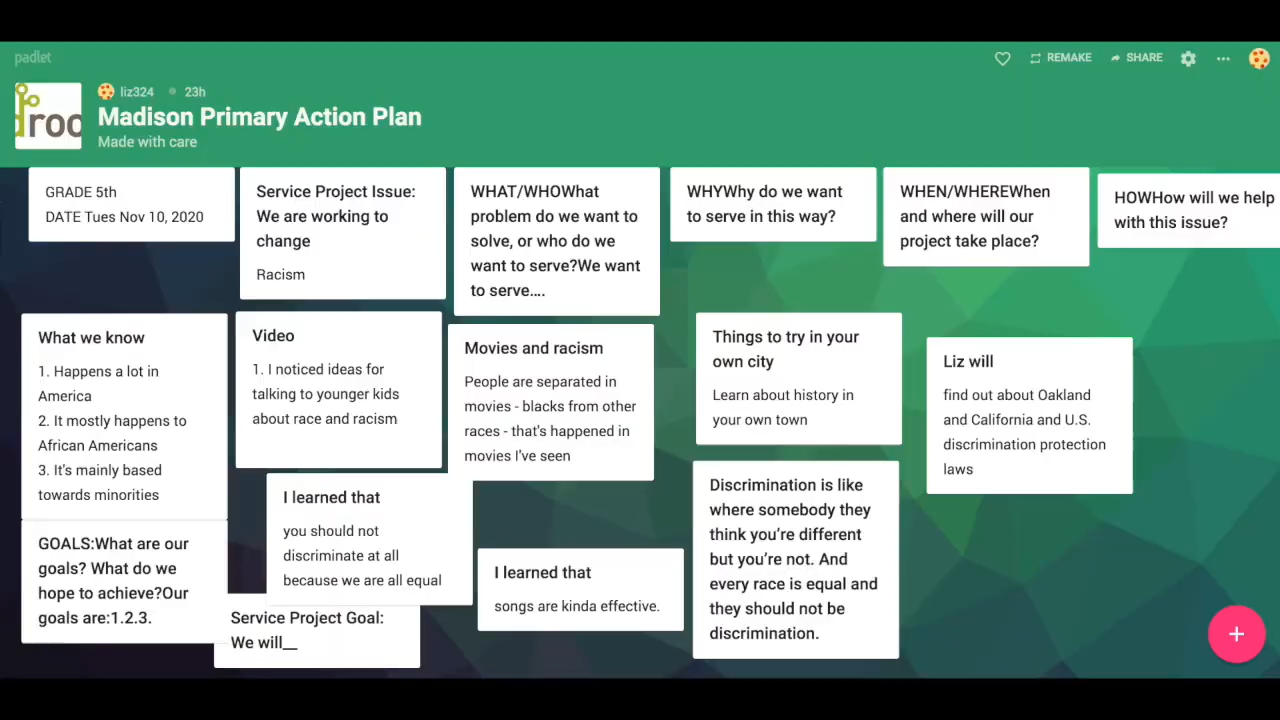 padlet
REMAKE
SHARE
liz324
23h
roo
Madison Primary Action Plan
Made with care
GRADE 5th
DATE Tues Nov 10, 2020
Service Project Issue:
We are working to
change
Racism
WHAT/WHOWhat
problem do we want to
solve, or who do we
want to serve?We want
to serve....
WHYWhy do we want
to serve in this way?
WHEN/WHEREWhen
and where will our
project take place?
HOWHow will we help
with this issue?
What we know
1. Happens a lot in
America
2. It mostly happens to
African Americans
3. It's mainly based
towards minorities
Video
1. I noticed ideas for
talking to younger kids
about race and racism
Movies and racism
People are separated in
movies - blacks from other
races - that's happened in
movies I've seen
Things to try in your
own city
Learn about history in
your own town
Liz will
find out about Oakland
and California and U.S.
discrimination protection
laws
GOALS:What are our
goals? What do we
hope to achieve?Our
goals are:1.2.3.
I learned that
you should not
discriminate at all
because we are all equal
Service Project Goal:
We will__
I learned that
songs are kinda effective.
Discrimination is like
where somebody they
think you’re different
but you’re not. And
every race is equal and
they should not be
discrimination.